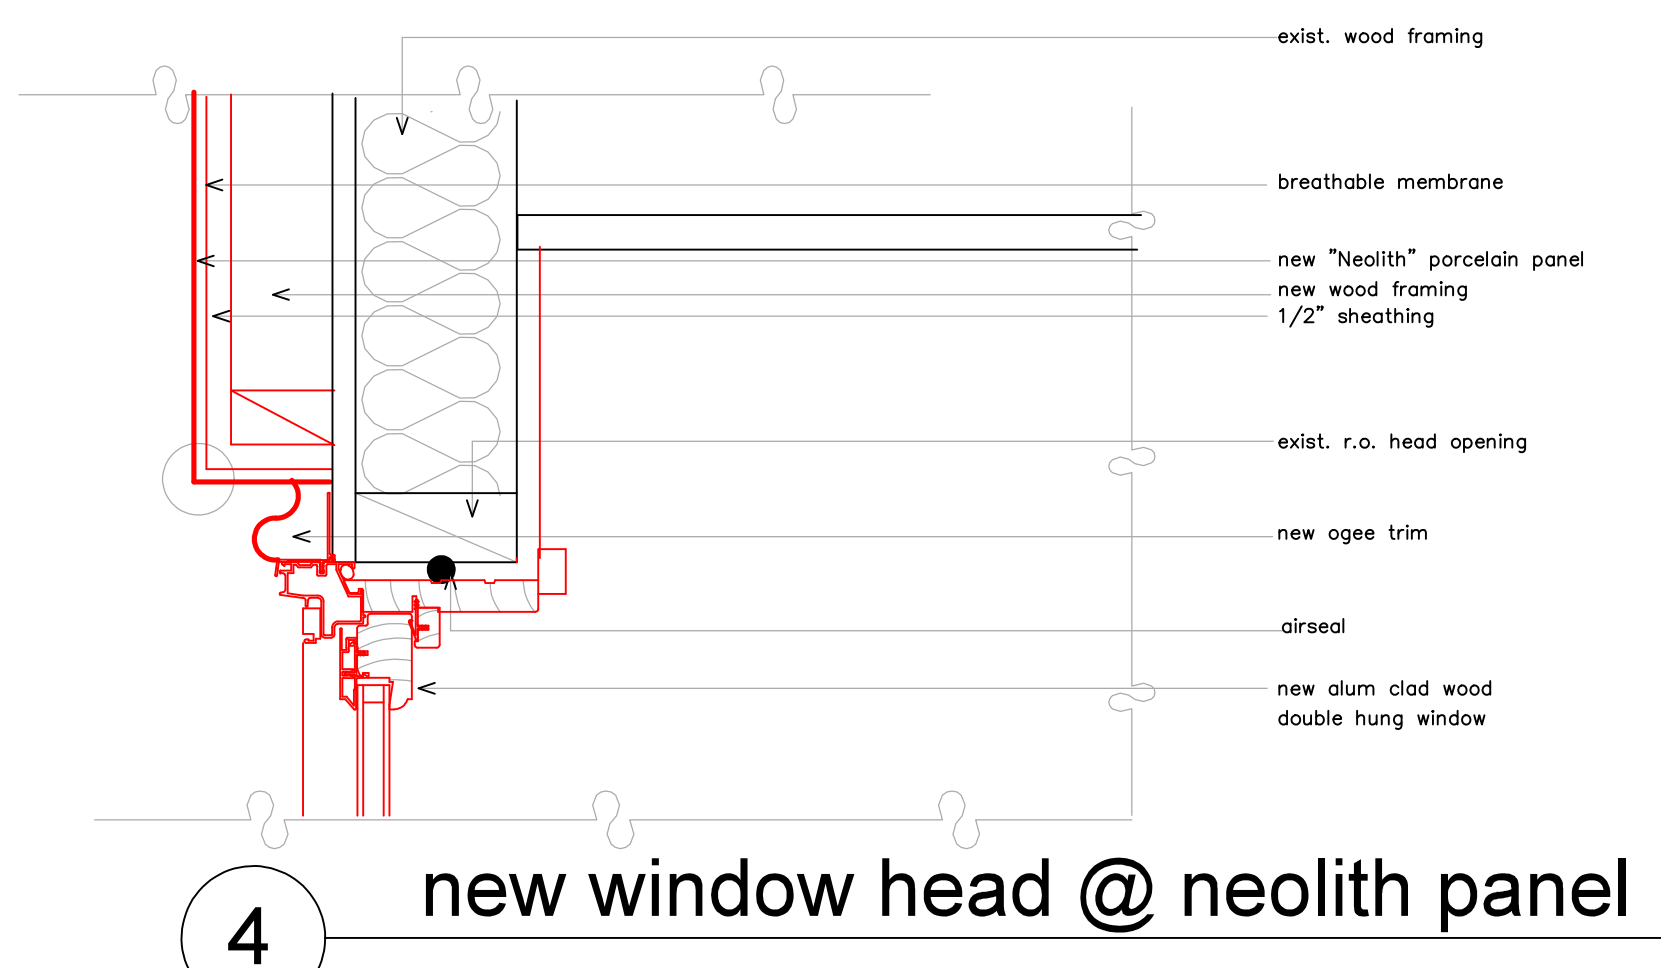 exist. wood framing
breathable membrane
new "Neolith" porcelain panel
new wood framing
1/2" sheathing
exist. r.o. head opening
new ogee trim
airseal
new alum clad wood
double hung window
new window head @ neolith panel
4